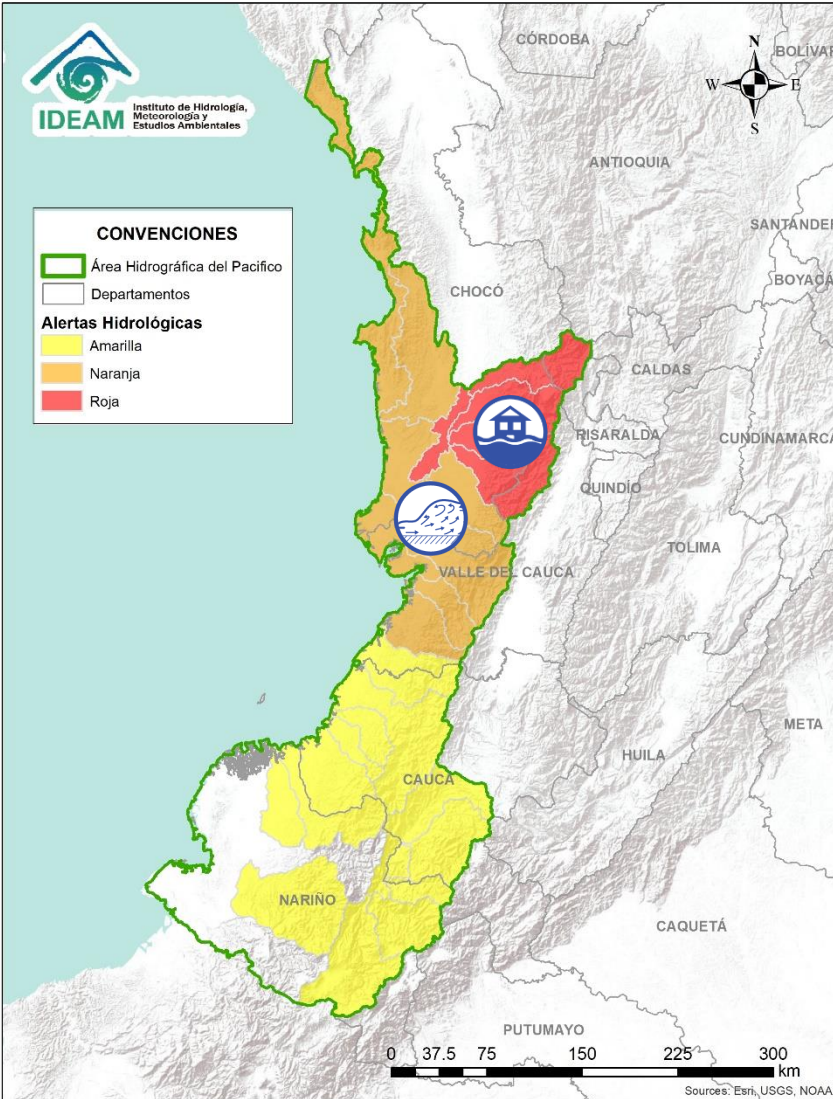 IDEAM
Instituto de Hidrología,
Meteorología y
Estudios Ambientales
N
W
E
S
CÓRDOBA
BOLÍVAR
ANTIOQUIA
SANTANDER
BOYACÁ
CONVENCIONES
Área Hidrográfica del Pacifico
Departamentos
Alertas Hidrológicas
Amarilla
Naranja
Roja
CHOCÓ
CALDAS
RISARALDA
CUNDINAMARCA
QUINDÍO
TOLIMA
VALLE DEL CAUCA
META
HUILA
CAUCA
NARIÑO
CAQUETÁ
PUTUMAYO
0 37.5 75 150 225 300
km
Sources: Esri, USGS, NOAA